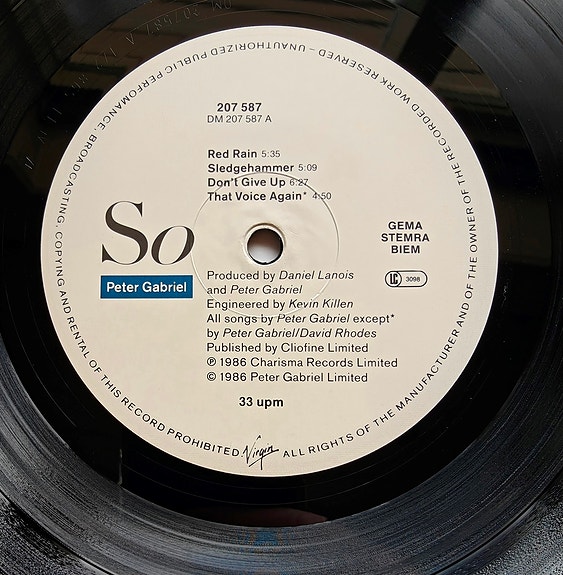 207 587
DM 207 587 A
Red Rain 5:35
Sledgehammer 5:09
Don't Give Up 6:27
That Voice Again* 4:50
So
Peter Gabriel
GEMA
STEMRA
BIEM
LC 3098
Produced by Daniel Lanois
and Peter Gabriel
Engineered by Kevin Killen
All songs by Peter Gabriel except*
by Peter Gabriel/David Rhodes
Published by Cliofine Limited
℗ 1986 Charisma Records Limited
© 1986 Peter Gabriel Limited
33 upm
Virgin
ALL RIGHTS OF THE MANUFACTURER AND OF THE OWNER OF THE RECORDED WORK RESERVED – UNAUTHORIZED PUBLIC PERFOMANCE, BROADCASTING, COPYING AND RENTAL OF THIS RECORD PROHIBITED